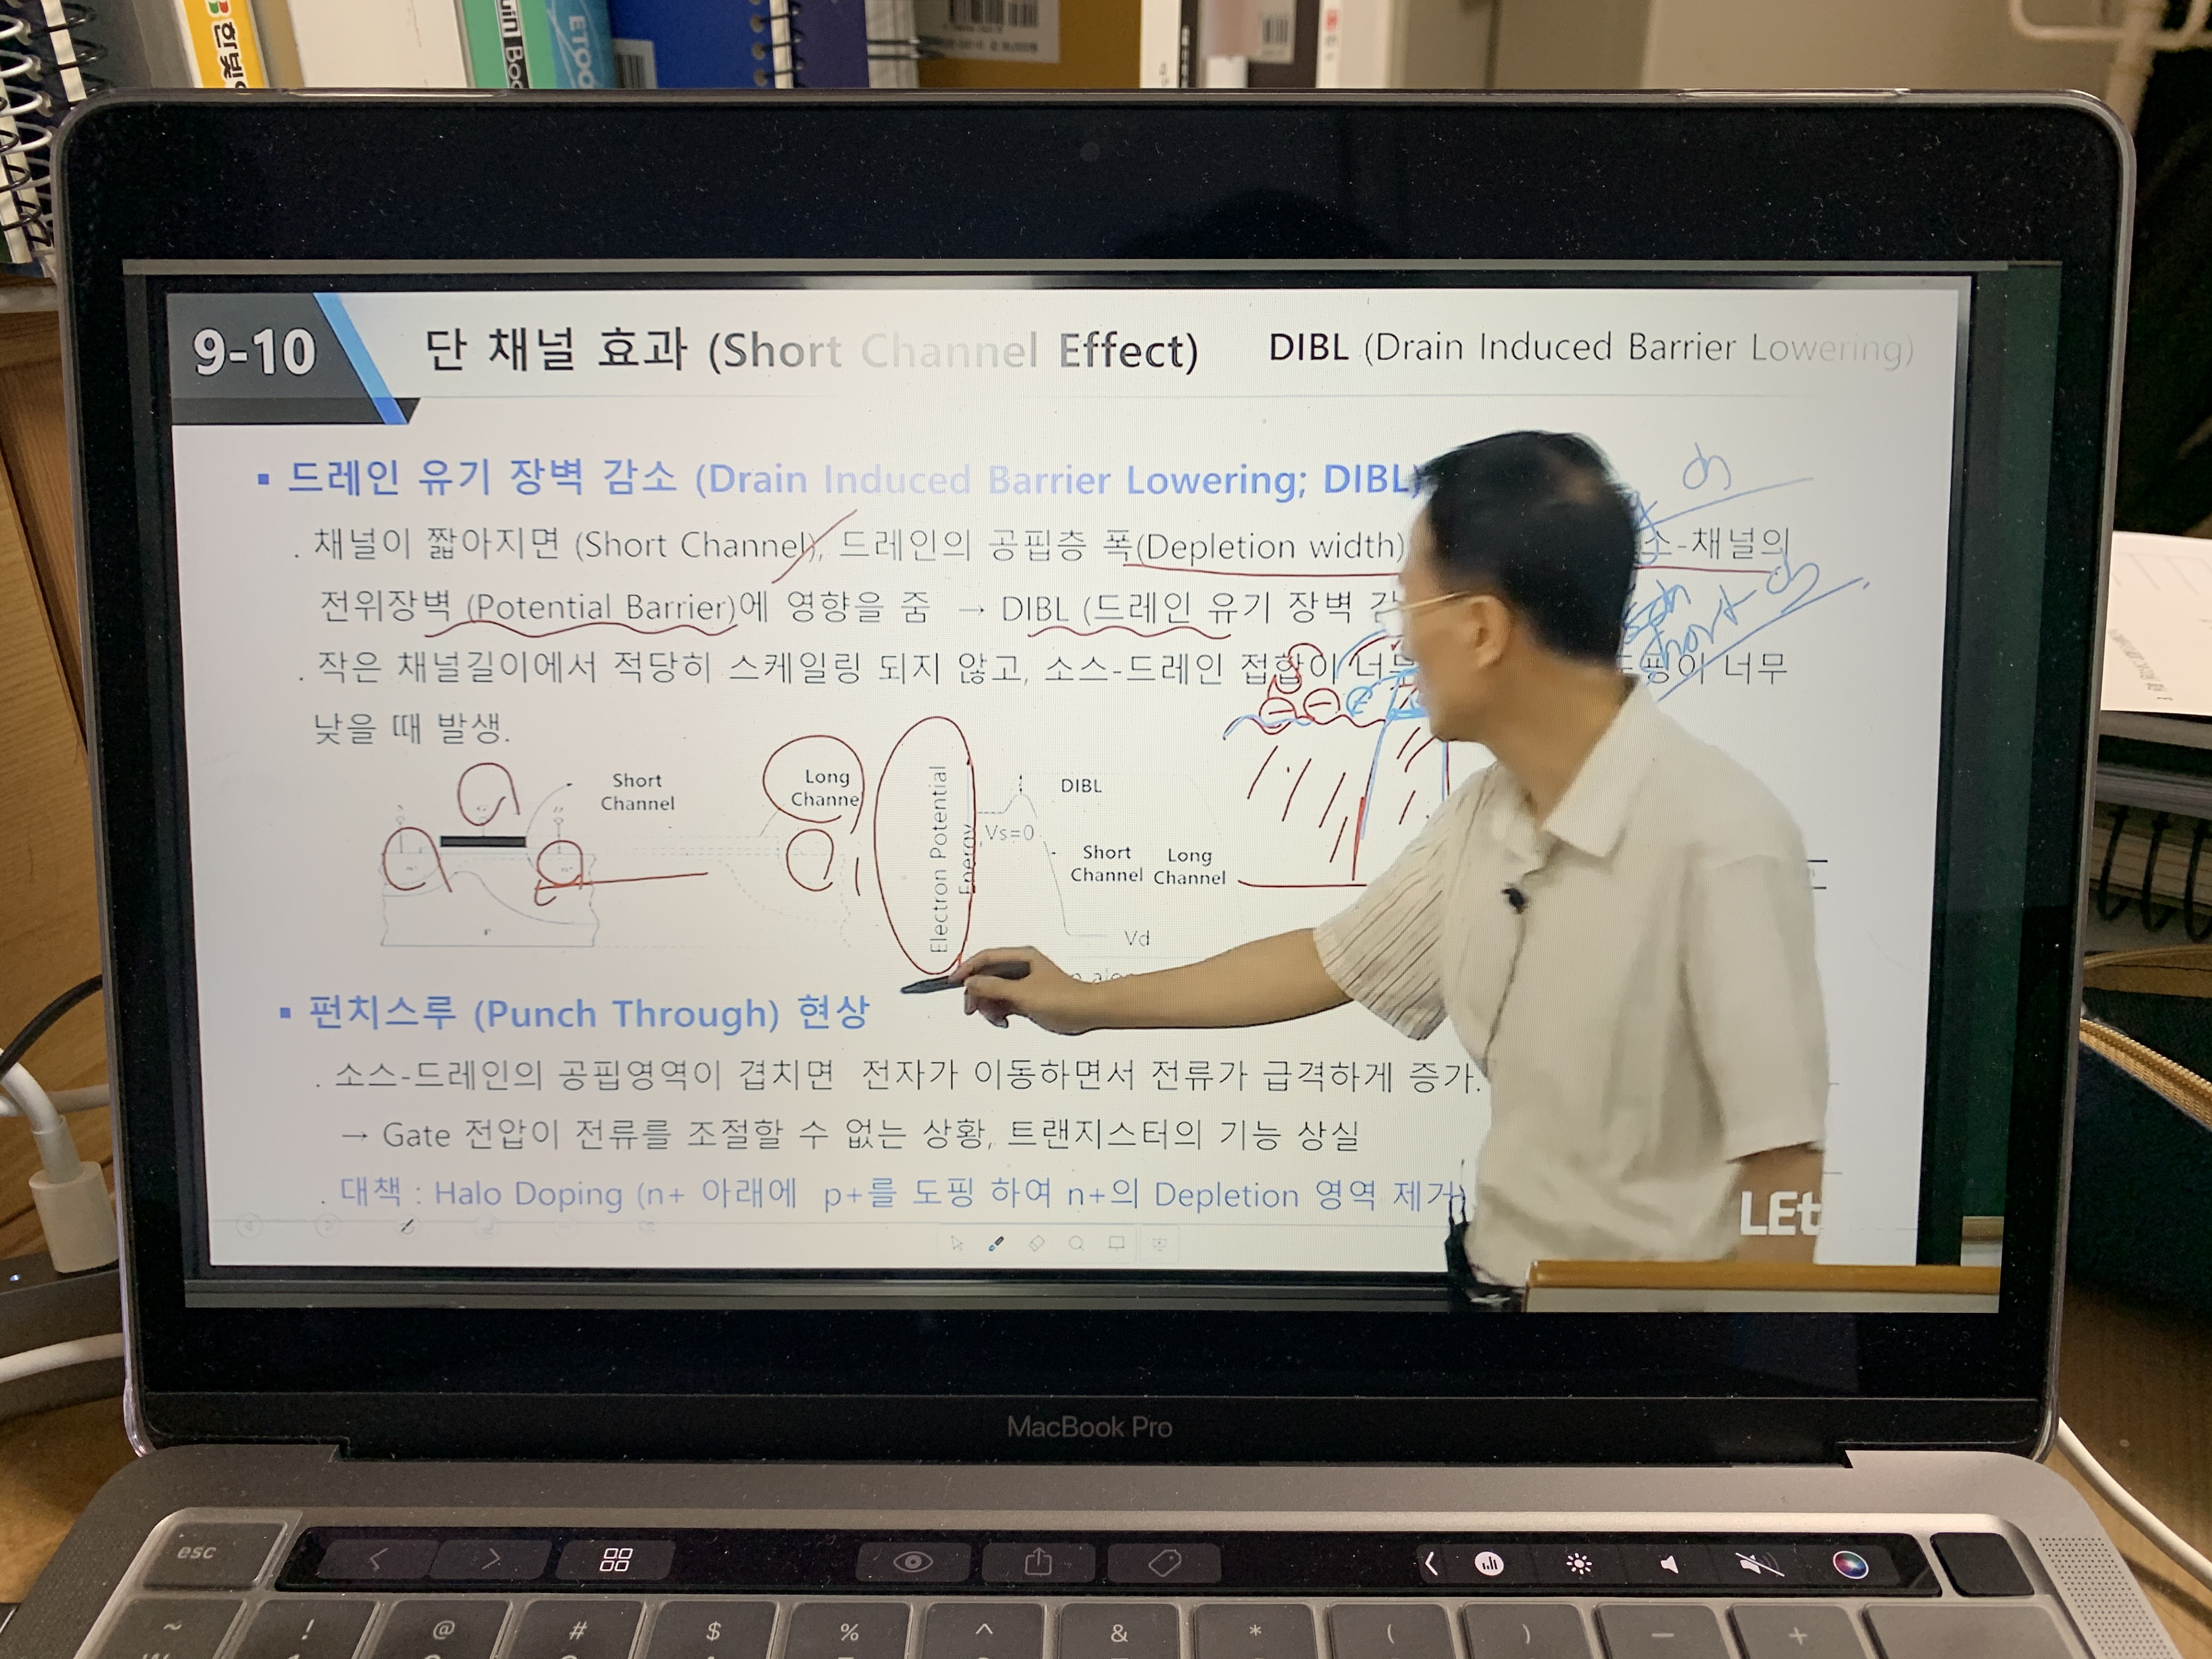 한빛
uin Boo
ETOO
9-10
단 채널 효과 (Short Channel Effect)
DIBL (Drain Induced Barrier Lowering)
▪ 드레인 유기 장벽 감소 (Drain Induced Barrier Lowering; DIBL)
. 채널이 짧아지면 (Short Channel), 드레인의 공핍층 폭(Depletion width) 스-채널의
전위장벽 (Potential Barrier)에 영향을 줌 → DIBL (드레인 유기 장벽
. 작은 채널길이에서 적당히 스케일링 되지 않고, 소스-드레인 접합이 도핑이 너무
낮을 때 발생.
ch
short ch
Short
Channel
Long
Channe
Electron Potential
Energy
DIBL
Vs=0
Short
Channel
Long
Channel
Vd
▪ 펀치스루 (Punch Through) 현상
. 소스-드레인의 공핍영역이 겹치면 전자가 이동하면서 전류가 급격하게 증가.
→ Gate 전압이 전류를 조절할 수 없는 상황, 트랜지스터의 기능 상실
. 대책 : Halo Doping (n+ 아래에 p+를 도핑 하여 n+의 Depletion 영역 제거)
LEt
MacBook Pro
esc
~ ! @ # $ % ^ & * ( ) — +